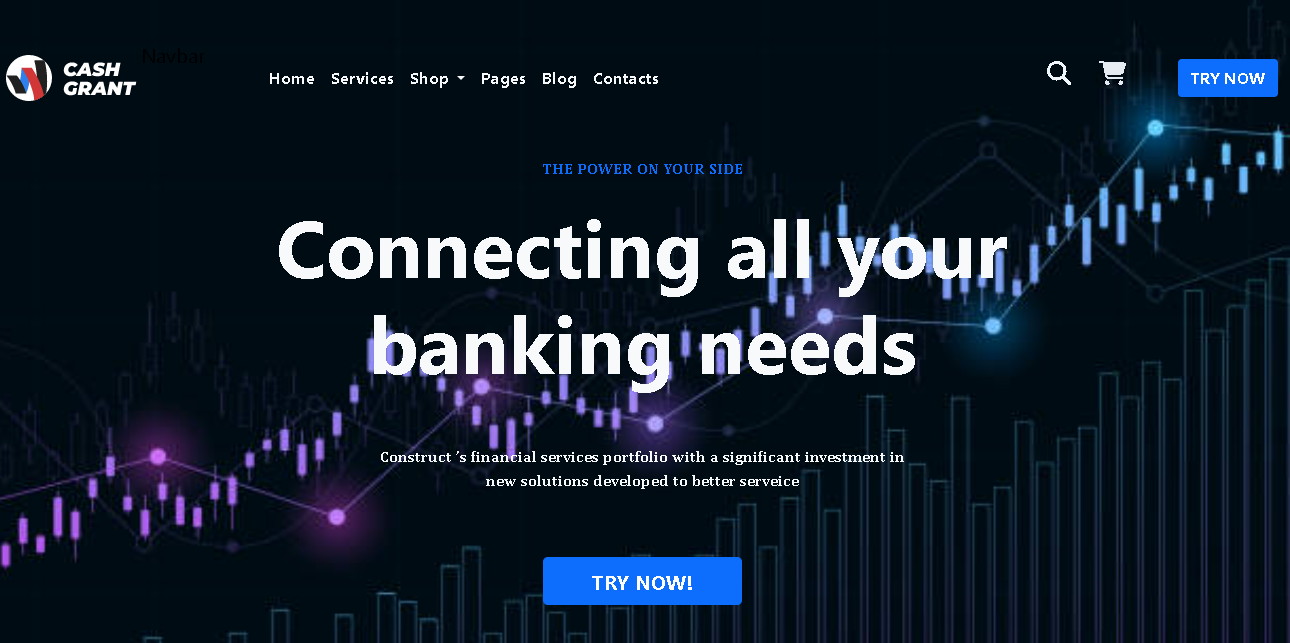 Navbar
CASH
GRANT
Home Services Shop Pages Blog Contacts
TRY NOW
THE POWER ON YOUR SIDE
Connecting all your
banking needs
Construct ’s financial services portfolio with a significant investment in
new solutions developed to better serveice
TRY NOW!